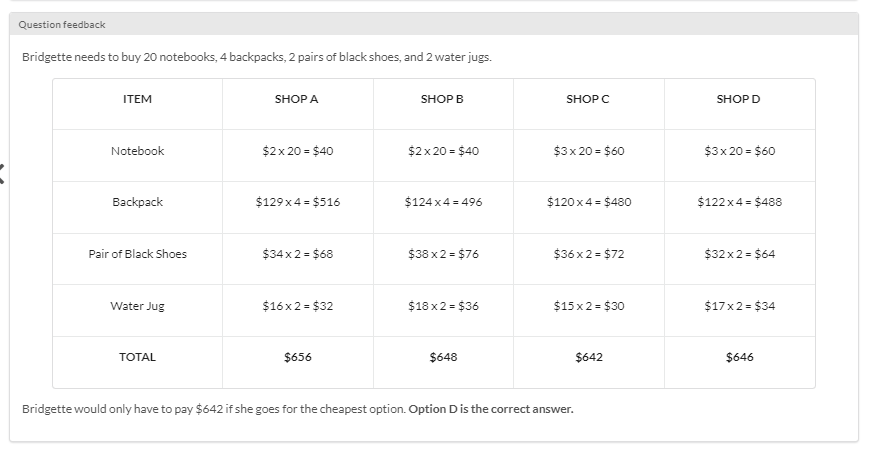 Question feedback
Bridgette needs to buy 20 notebooks, 4 backpacks, 2 pairs of black shoes, and 2 water jugs.
ITEM SHOP A SHOP B SHOP C SHOP D
Notebook $2 x 20 = $40 $2 x 20 = $40 $3 x 20 = $60 $3 x 20 = $60
Backpack $129 x 4 = $516 $124 x 4 = 496 $120 x 4 = $480 $122 x 4 = $488
Pair of Black Shoes $34 x 2 = $68 $38 x 2 = $76 $36 x 2 = $72 $32 x 2 = $64
Water Jug $16 x 2 = $32 $18 x 2 = $36 $15 x 2 = $30 $17 x 2 = $34
TOTAL $656 $648 $642 $646
Bridgette would only have to pay $642 if she goes for the cheapest option. Option D is the correct answer.